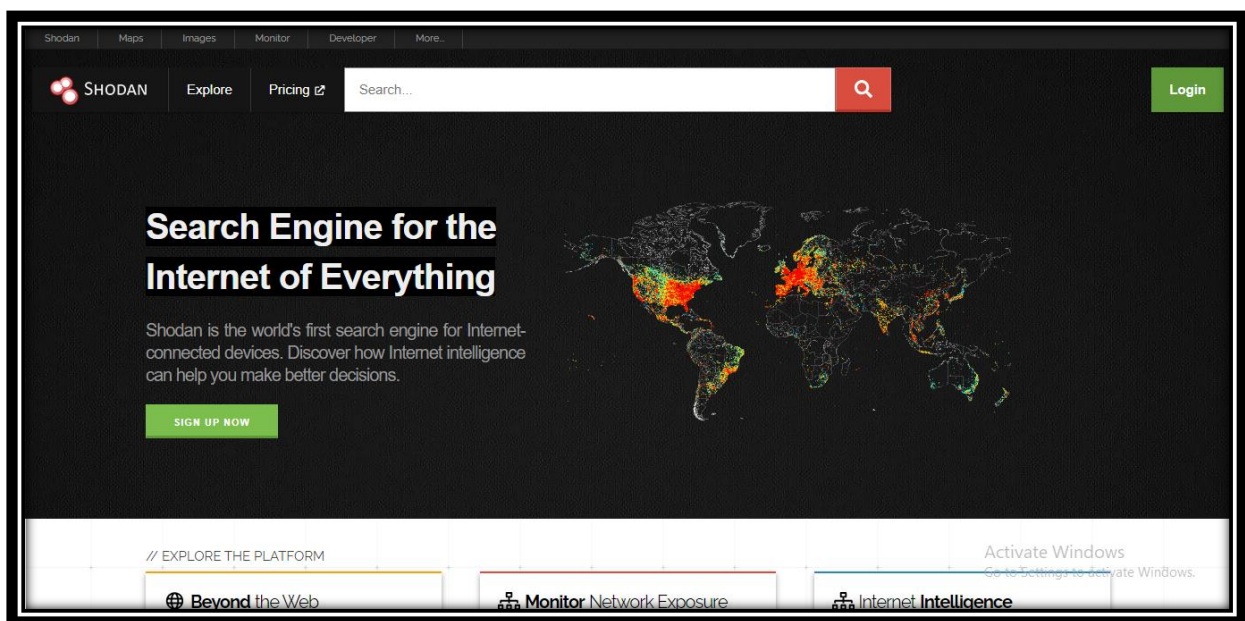 Shodan Maps Images Monitor Developer More...
SHODAN Explore Pricing Search... Login
Search Engine for the
Internet of Everything
Shodan is the world's first search engine for Internet-
connected devices. Discover how Internet intelligence
can help you make better decisions.
SIGN UP NOW
// EXPLORE THE PLATFORM
Activate Windows
Go to Settings to activate Windows.
Beyond the Web Monitor Network Exposure Internet Intelligence